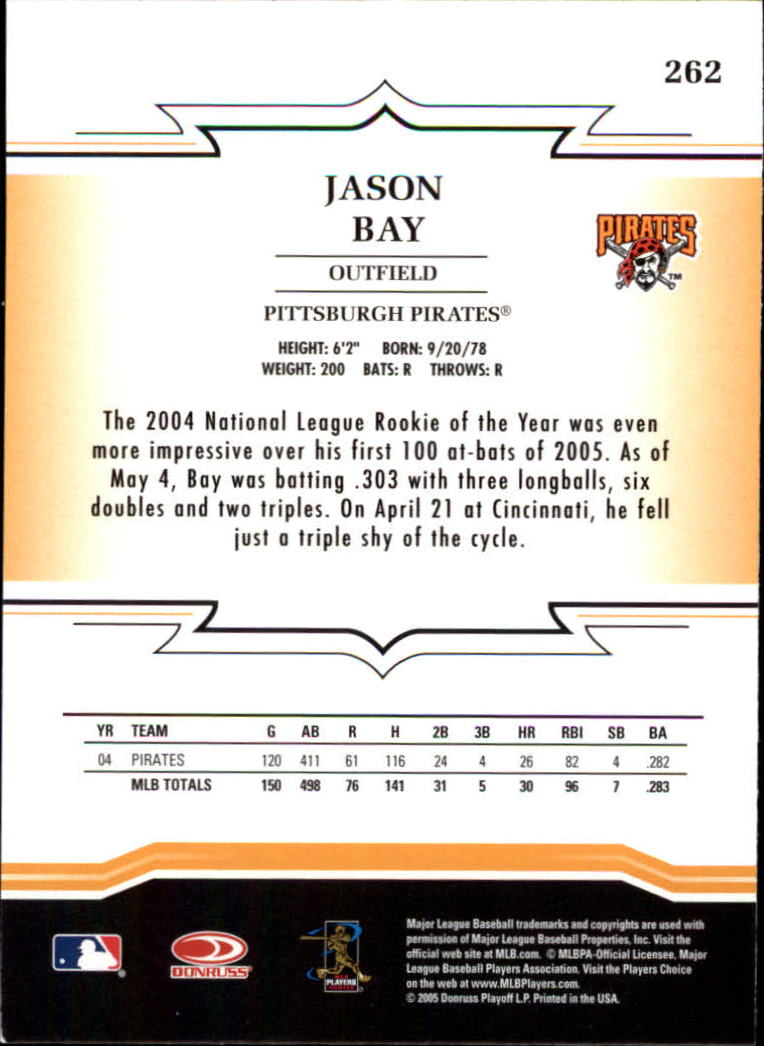 262
JASON
BAY
OUTFIELD
PITTSBURGH PIRATES®
PIRATES
TM
HEIGHT: 6'2" BORN: 9/20/78
WEIGHT: 200 BATS: R THROWS: R
The 2004 National League Rookie of the Year was even
more impressive over his first 100 at-bats of 2005. As of
May 4, Bay was batting .303 with three longballs, six
doubles and two triples. On April 21 at Cincinnati, he fell
just a triple shy of the cycle.
YR TEAM G AB R H 2B 3B HR RBI SB BA
04 PIRATES 120 411 61 116 24 4 26 82 4 .282
MLB TOTALS 150 498 76 141 31 5 30 96 7 .283
DONRUSS
MLB
PLAYERS
CHOICE
Major League Baseball trademarks and copyrights are used with
permission of Major League Baseball Properties, Inc. Visit the
official web site at MLB.com. © MLBPA-Official Licensee, Major
League Baseball Players Association. Visit the Players Choice
on the web at www.MLBPlayers.com.
© 2005 Donruss Playoff L.P. Printed in the USA.